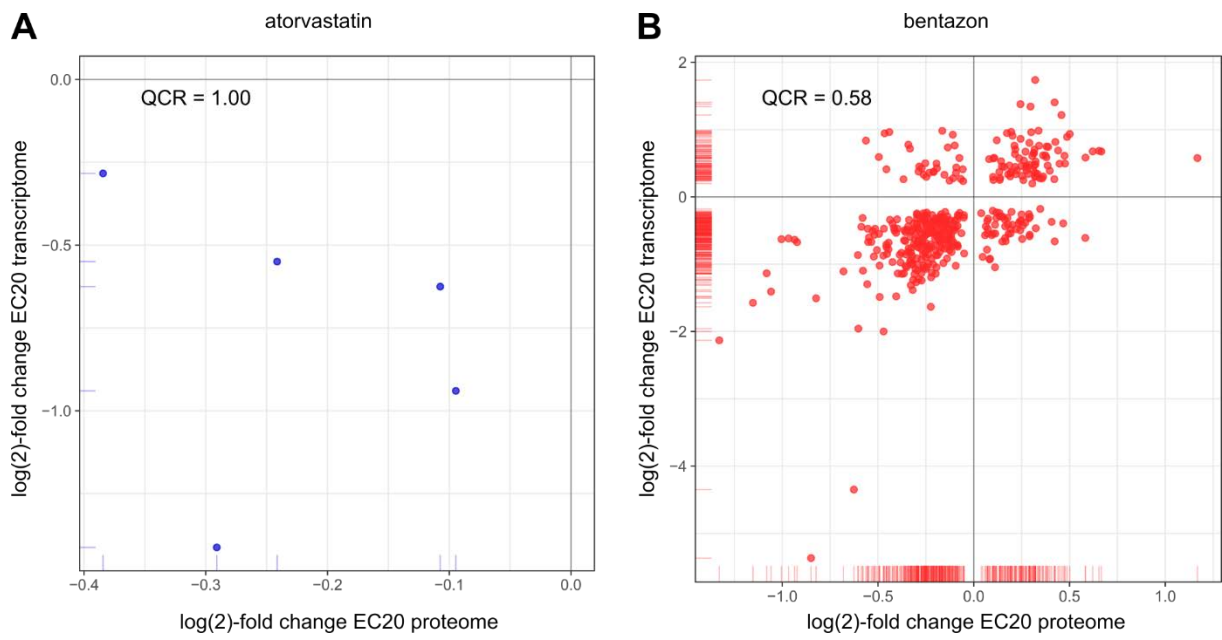 A
atorvastatin
QCR = 1.00
0.0
−0.5
−1.0
−0.4
−0.3
−0.2
−0.1
0.0
log(2)-fold change EC20 transcriptome
log(2)-fold change EC20 proteome
B
bentazon
QCR = 0.58
2
0
−2
−4
−1.0
−0.5
0.0
0.5
1.0
log(2)-fold change EC20 transcriptome
log(2)-fold change EC20 proteome